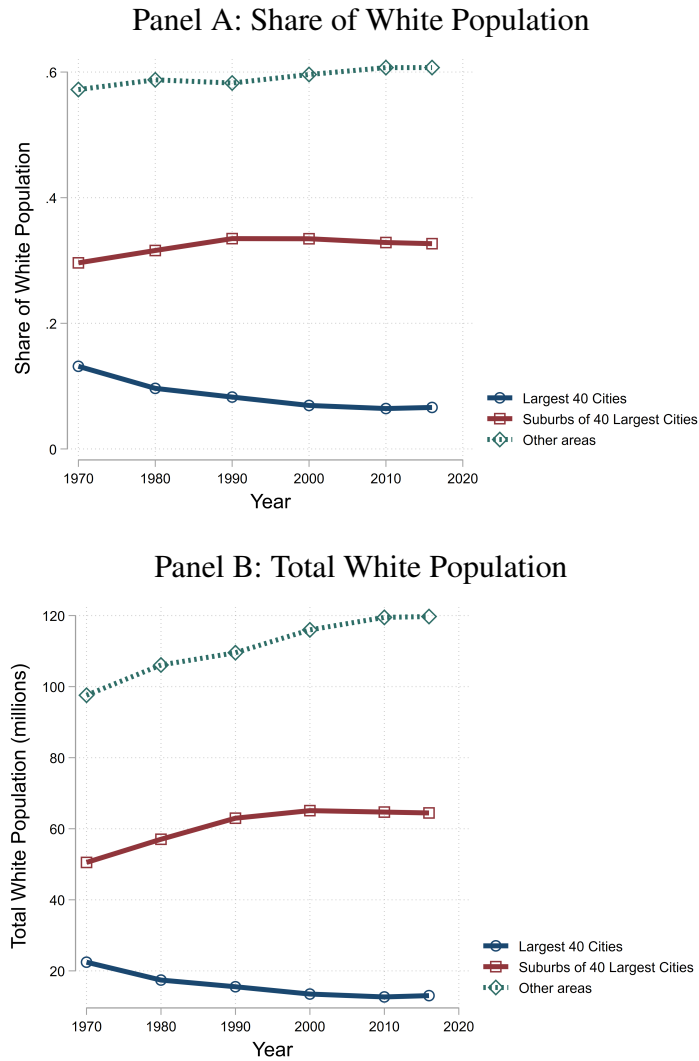 Panel A: Share of White Population
.6
.4
.2
0
Share of White Population
1970 1980 1990 2000 2010 2020
Year
Largest 40 Cities
Suburbs of 40 Largest Cities
Other areas
Panel B: Total White Population
120
100
80
60
40
20
Total White Population (millions)
1970 1980 1990 2000 2010 2020
Year
Largest 40 Cities
Suburbs of 40 Largest Cities
Other areas